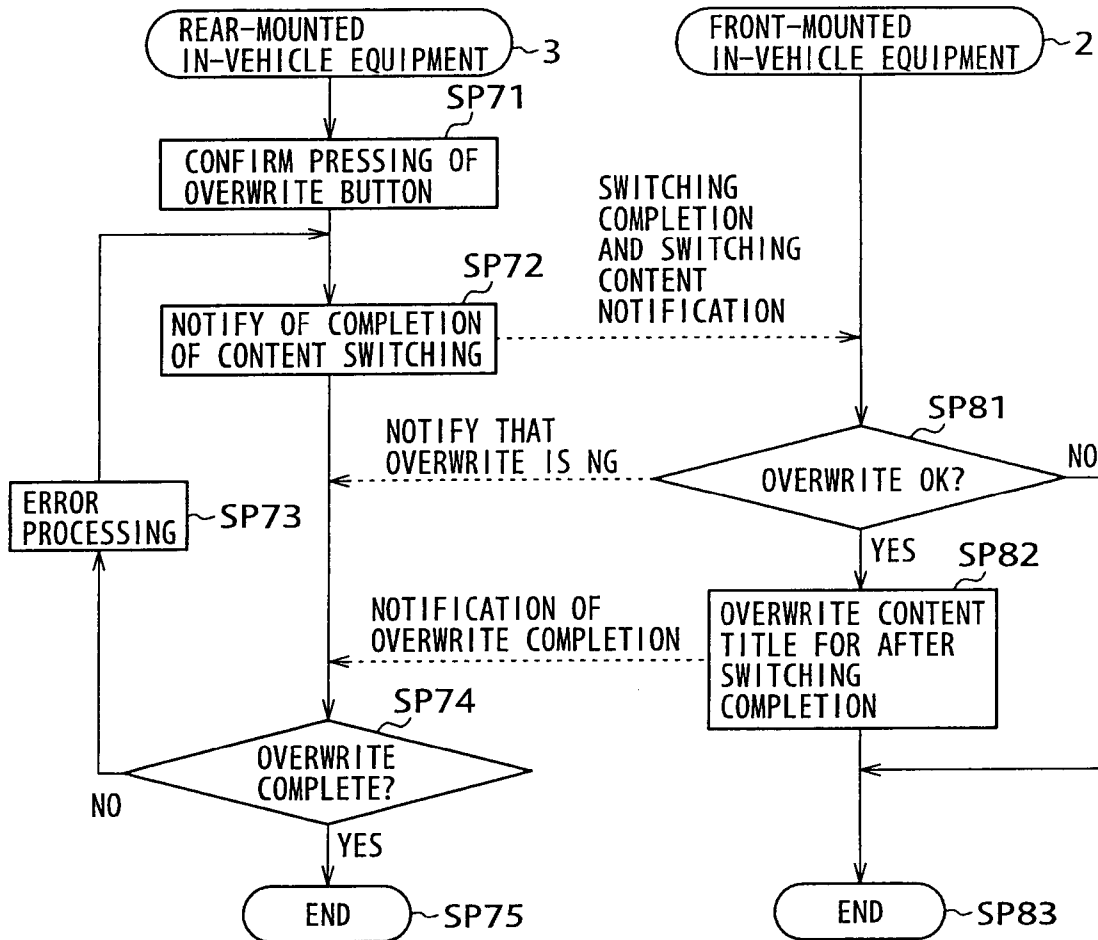 REAR-MOUNTED
IN-VEHICLE EQUIPMENT
3
FRONT-MOUNTED
IN-VEHICLE EQUIPMENT
2
SP71
CONFIRM PRESSING OF
OVERWRITE BUTTON
SWITCHING
COMPLETION
AND SWITCHING
CONTENT
NOTIFICATION
SP72
NOTIFY OF COMPLETION
OF CONTENT SWITCHING
SP81
NOTIFY THAT
OVERWRITE IS NG
OVERWRITE OK?
NO
ERROR
PROCESSING
SP73
YES
SP82
NOTIFICATION OF
OVERWRITE COMPLETION
OVERWRITE CONTENT
TITLE FOR AFTER
SWITCHING
COMPLETION
SP74
OVERWRITE
COMPLETE?
NO
YES
END
SP75
END
SP83